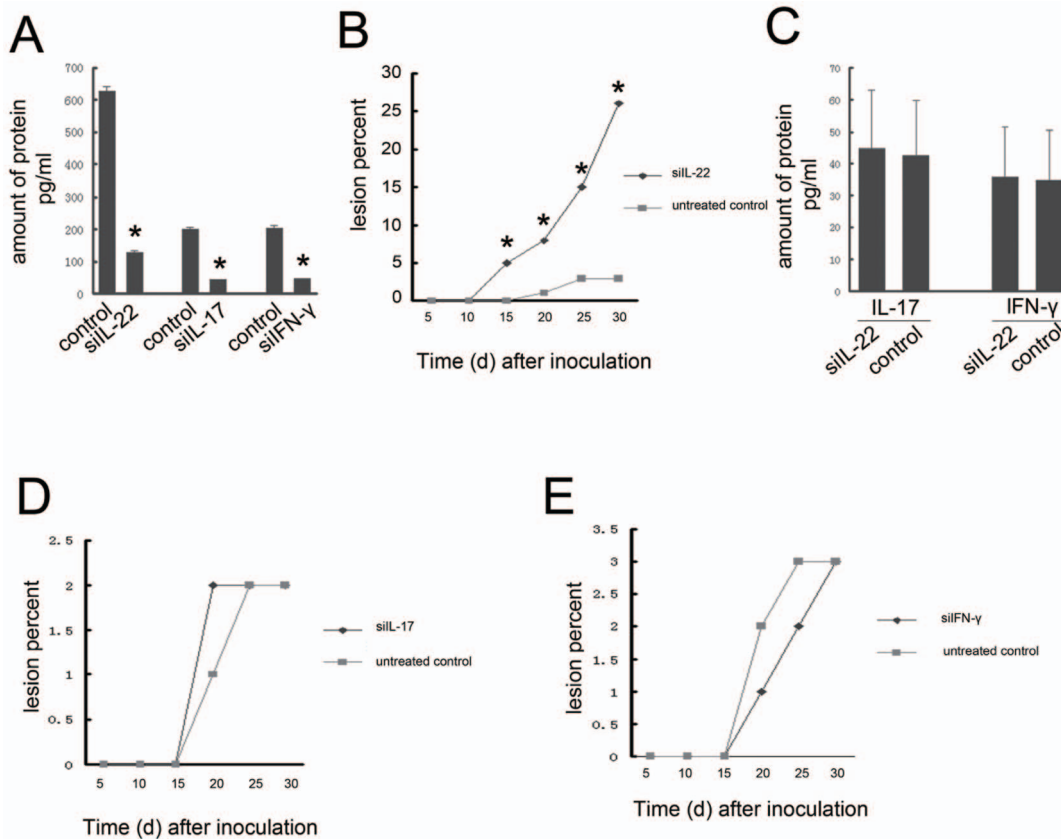 A
amount of protein
pg/ml
700
600
500
400
300
200
100
0
*
*
*
control
siIL-22
control
siIL-17
control
siIFN-γ
B
lesion percent
30
25
20
15
10
5
0
*
*
*
*
siIL-22
untreated control
5 10 15 20 25 30
Time (d) after inoculation
C
amount of protein
pg/ml
70
60
50
40
30
20
10
0
IL-17
IFN-γ
siIL-22
control
siIL-22
control
D
lesion percent
2.5
2
1.5
1
0.5
0
siIL-17
untreated control
5 10 15 20 25 30
Time (d) after inoculation
E
lesion percent
3.5
3
2.5
2
1.5
1
0.5
0
siIFN-γ
untreated control
5 10 15 20 25 30
Time (d) after inoculation